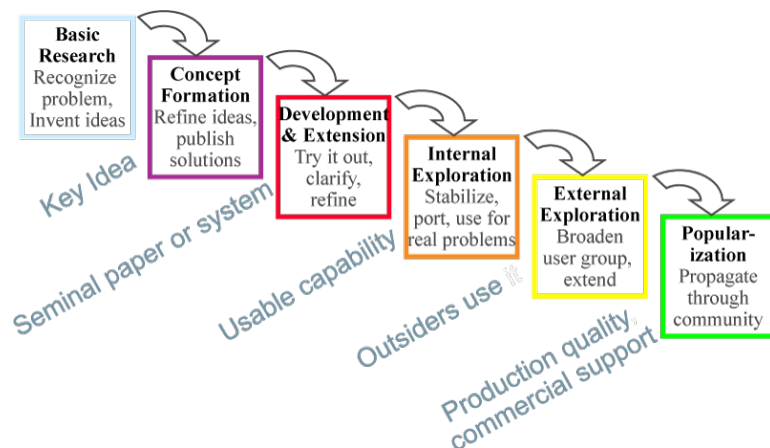 Basic
Research
Recognize
problem,
Invent ideas
Concept
Formation
Refine ideas,
publish
solutions
Development
& Extension
Try it out,
clarify,
refine
Internal
Exploration
Stabilize,
port, use for
real problems
External
Exploration
Broaden
user group,
extend
Popular-
ization
Propagate
through
community
Key Idea
Seminal paper or system
Usable capability
Outsiders use it
Production quality,
commercial support